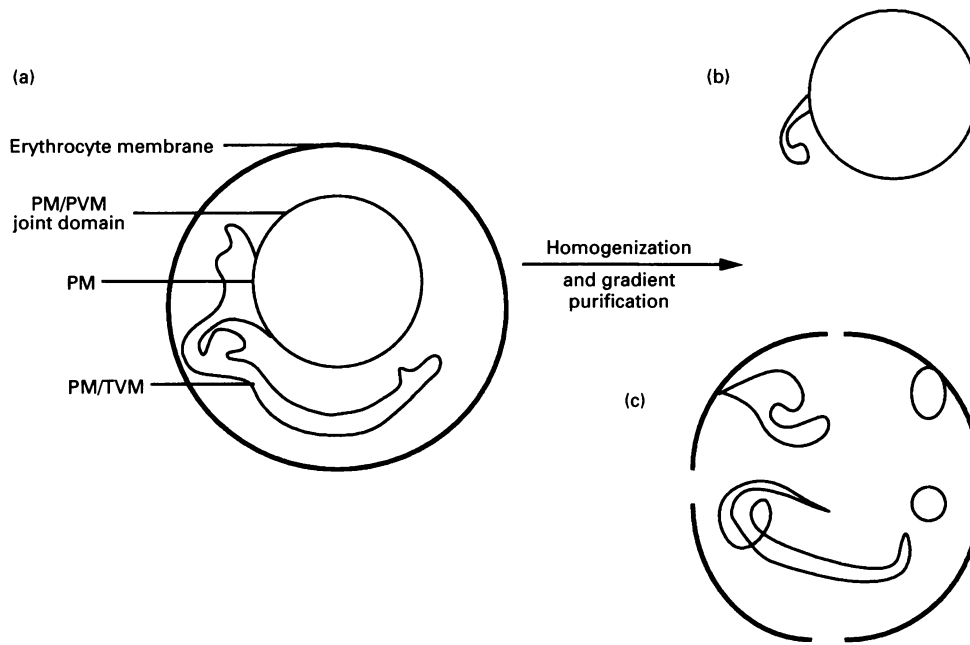 (a)
Erythrocyte membrane
PM/PVM
joint domain
PM
PM/TVM
Homogenization
and gradient
purification
(b)
(c)